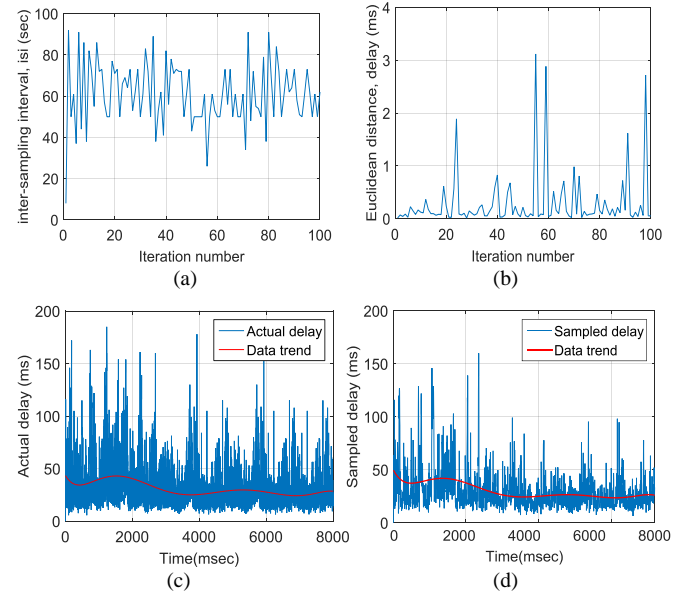 inter-sampling interval, isi (sec)
100
80
60
40
20
0
0 20 40 60 80 100
Iteration number
(a)
Euclidean distance, delay (ms)
4
3
2
1
0
0 20 40 60 80 100
Iteration number
(b)
Actual delay (ms)
200
150
100
50
0
0 2000 4000 6000 8000
Actual delay
Data trend
Time(msec)
(c)
Sampled delay (ms)
200
150
100
50
0
0 2000 4000 6000 8000
Sampled delay
Data trend
Time(msec)
(d)